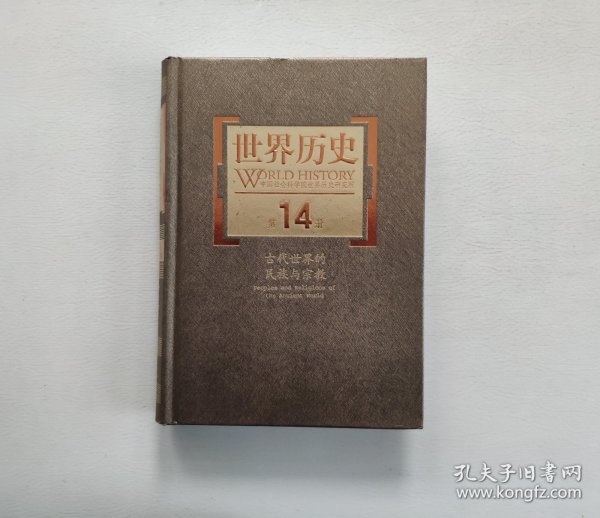 世界历史
WORLD HISTORY
中国社会科学院世界历史研究所
第14册
古代世界的
民族与宗教
Peoples and Religions of
the Ancient World
孔夫子旧书网
www.kongfz.com